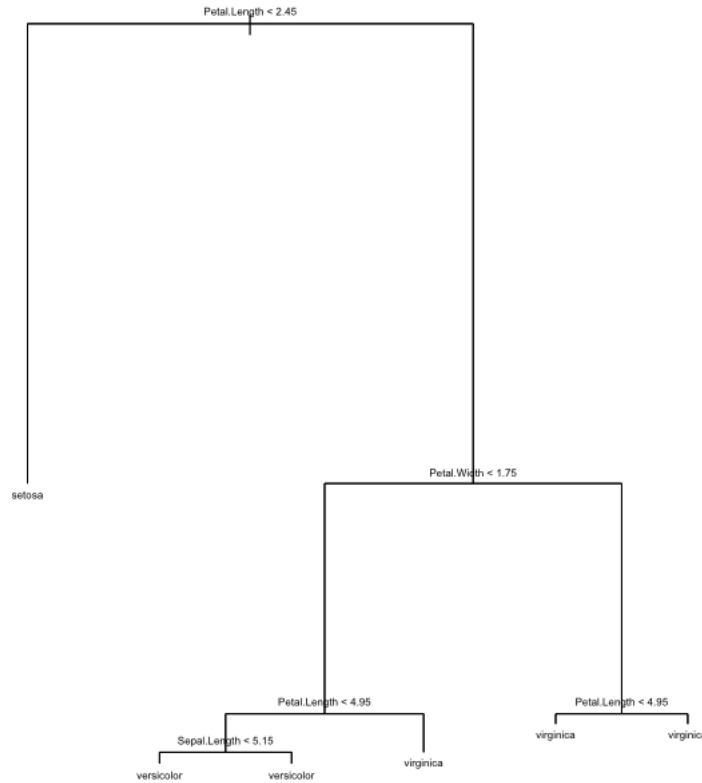 Petal.Length < 2.45
Petal.Width < 1.75
setosa
Petal.Length < 4.95
Petal.Length < 4.95
virginica
virginica
Sepal.Length < 5.15
virginica
versicolor
versicolor